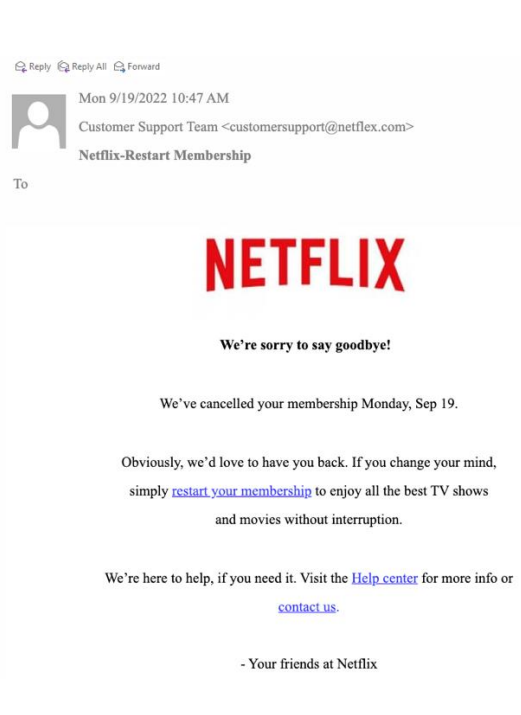 Reply Reply All Forward
Mon 9/19/2022 10:47 AM
Customer Support Team <customersupport@netflex.com>
Netflix-Restart Membership
To
NETFLIX
We're sorry to say goodbye!
We've cancelled your membership Monday, Sep 19.
Obviously, we'd love to have you back. If you change your mind,
simply restart your membership to enjoy all the best TV shows
and movies without interruption.
We're here to help, if you need it. Visit the Help center for more info or
contact us.
- Your friends at Netflix